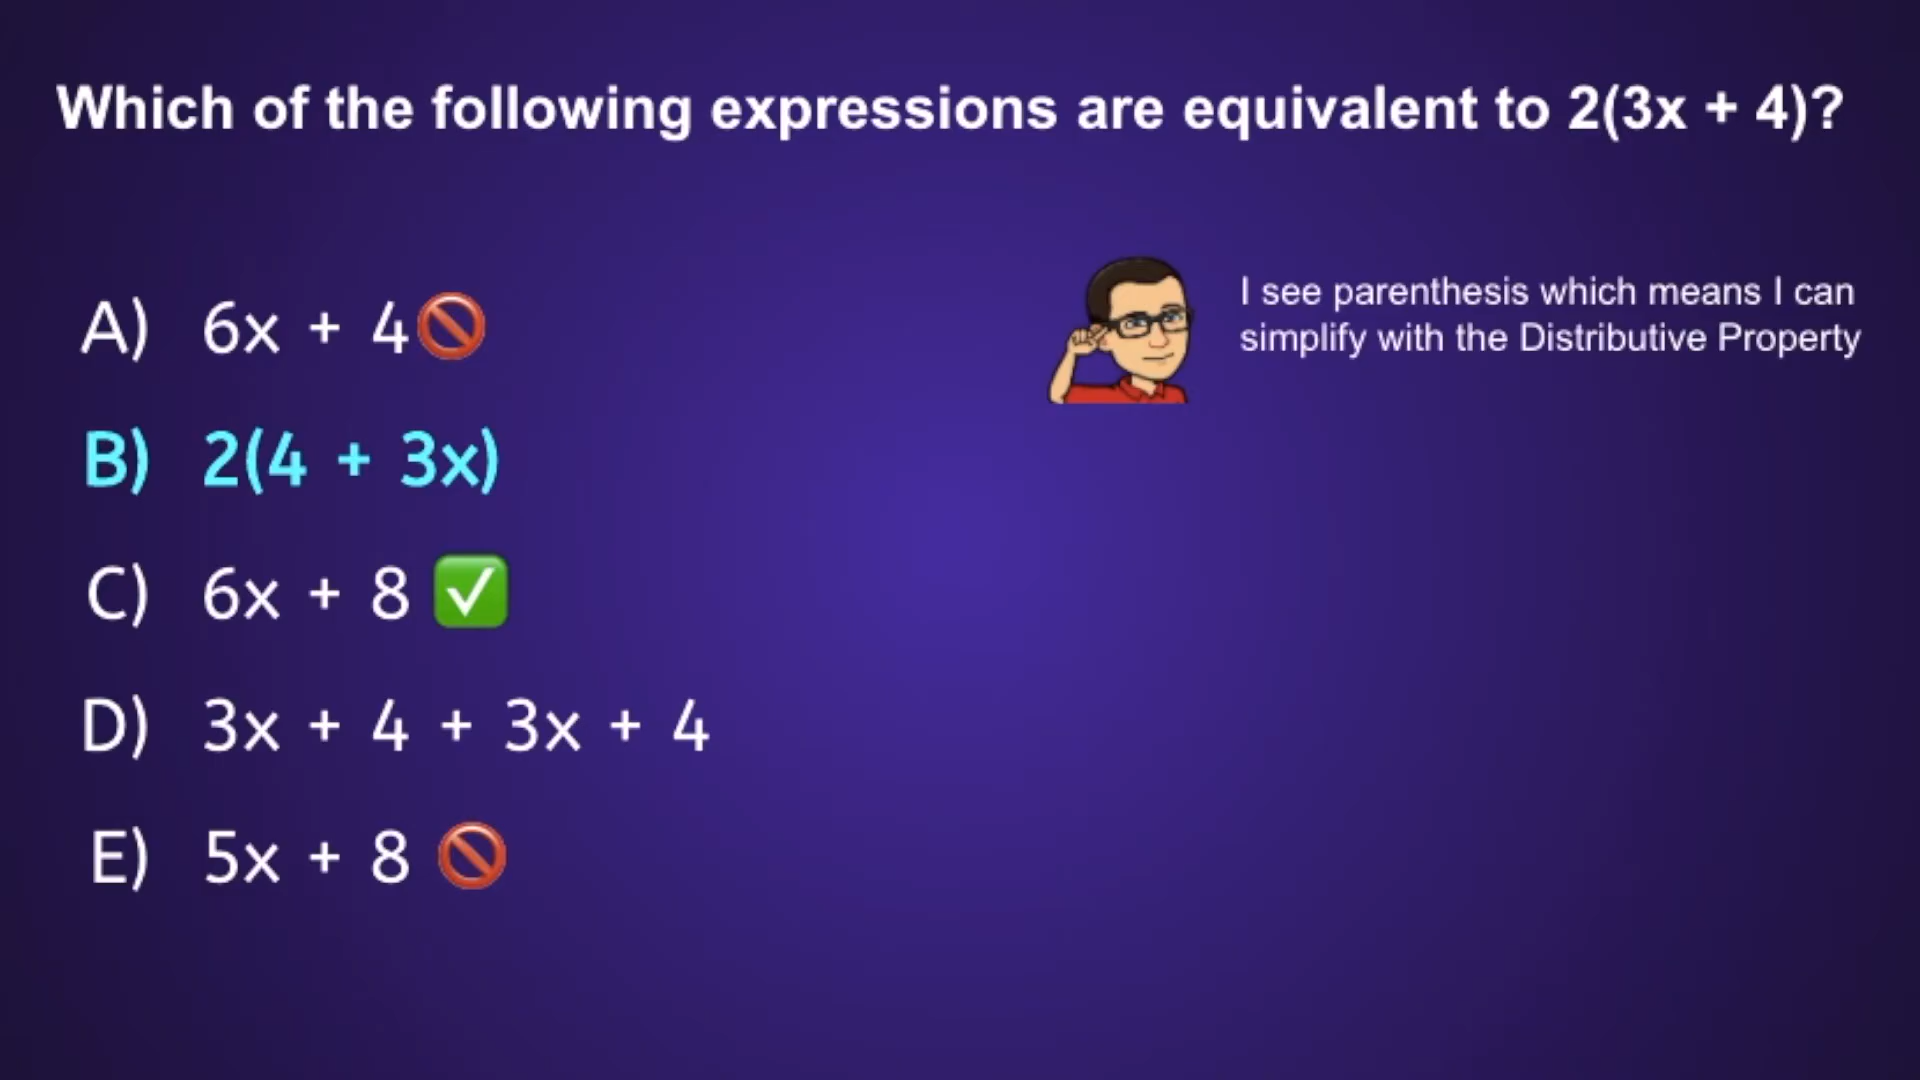 Which of the following expressions are equivalent to 2(3x + 4)?
I see parenthesis which means I can
simplify with the Distributive Property
A) 6x + 4
B) 2(4 + 3x)
C) 6x + 8
D) 3x + 4 + 3x + 4
E) 5x + 8